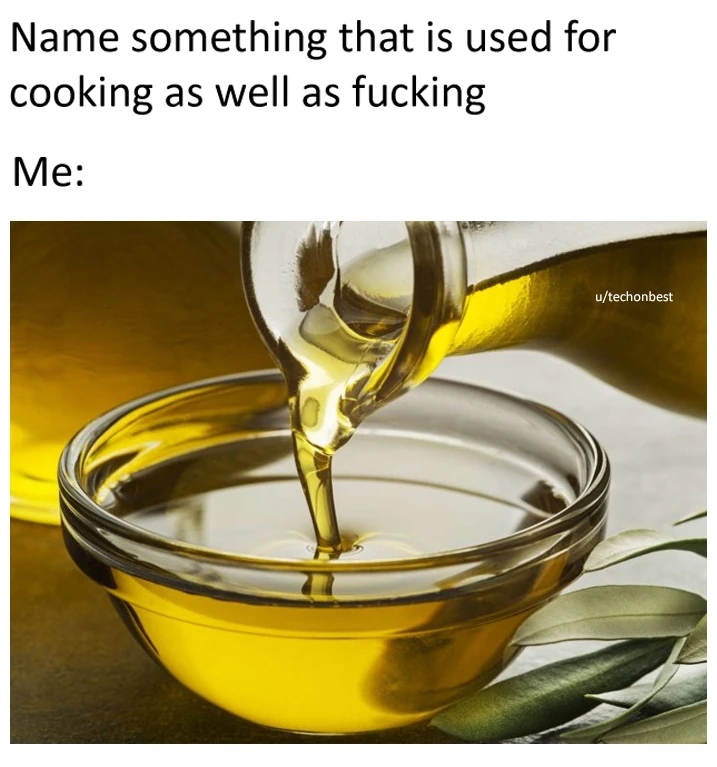 Name something that is used for
cooking as well as fucking
Me:
u/techonbest